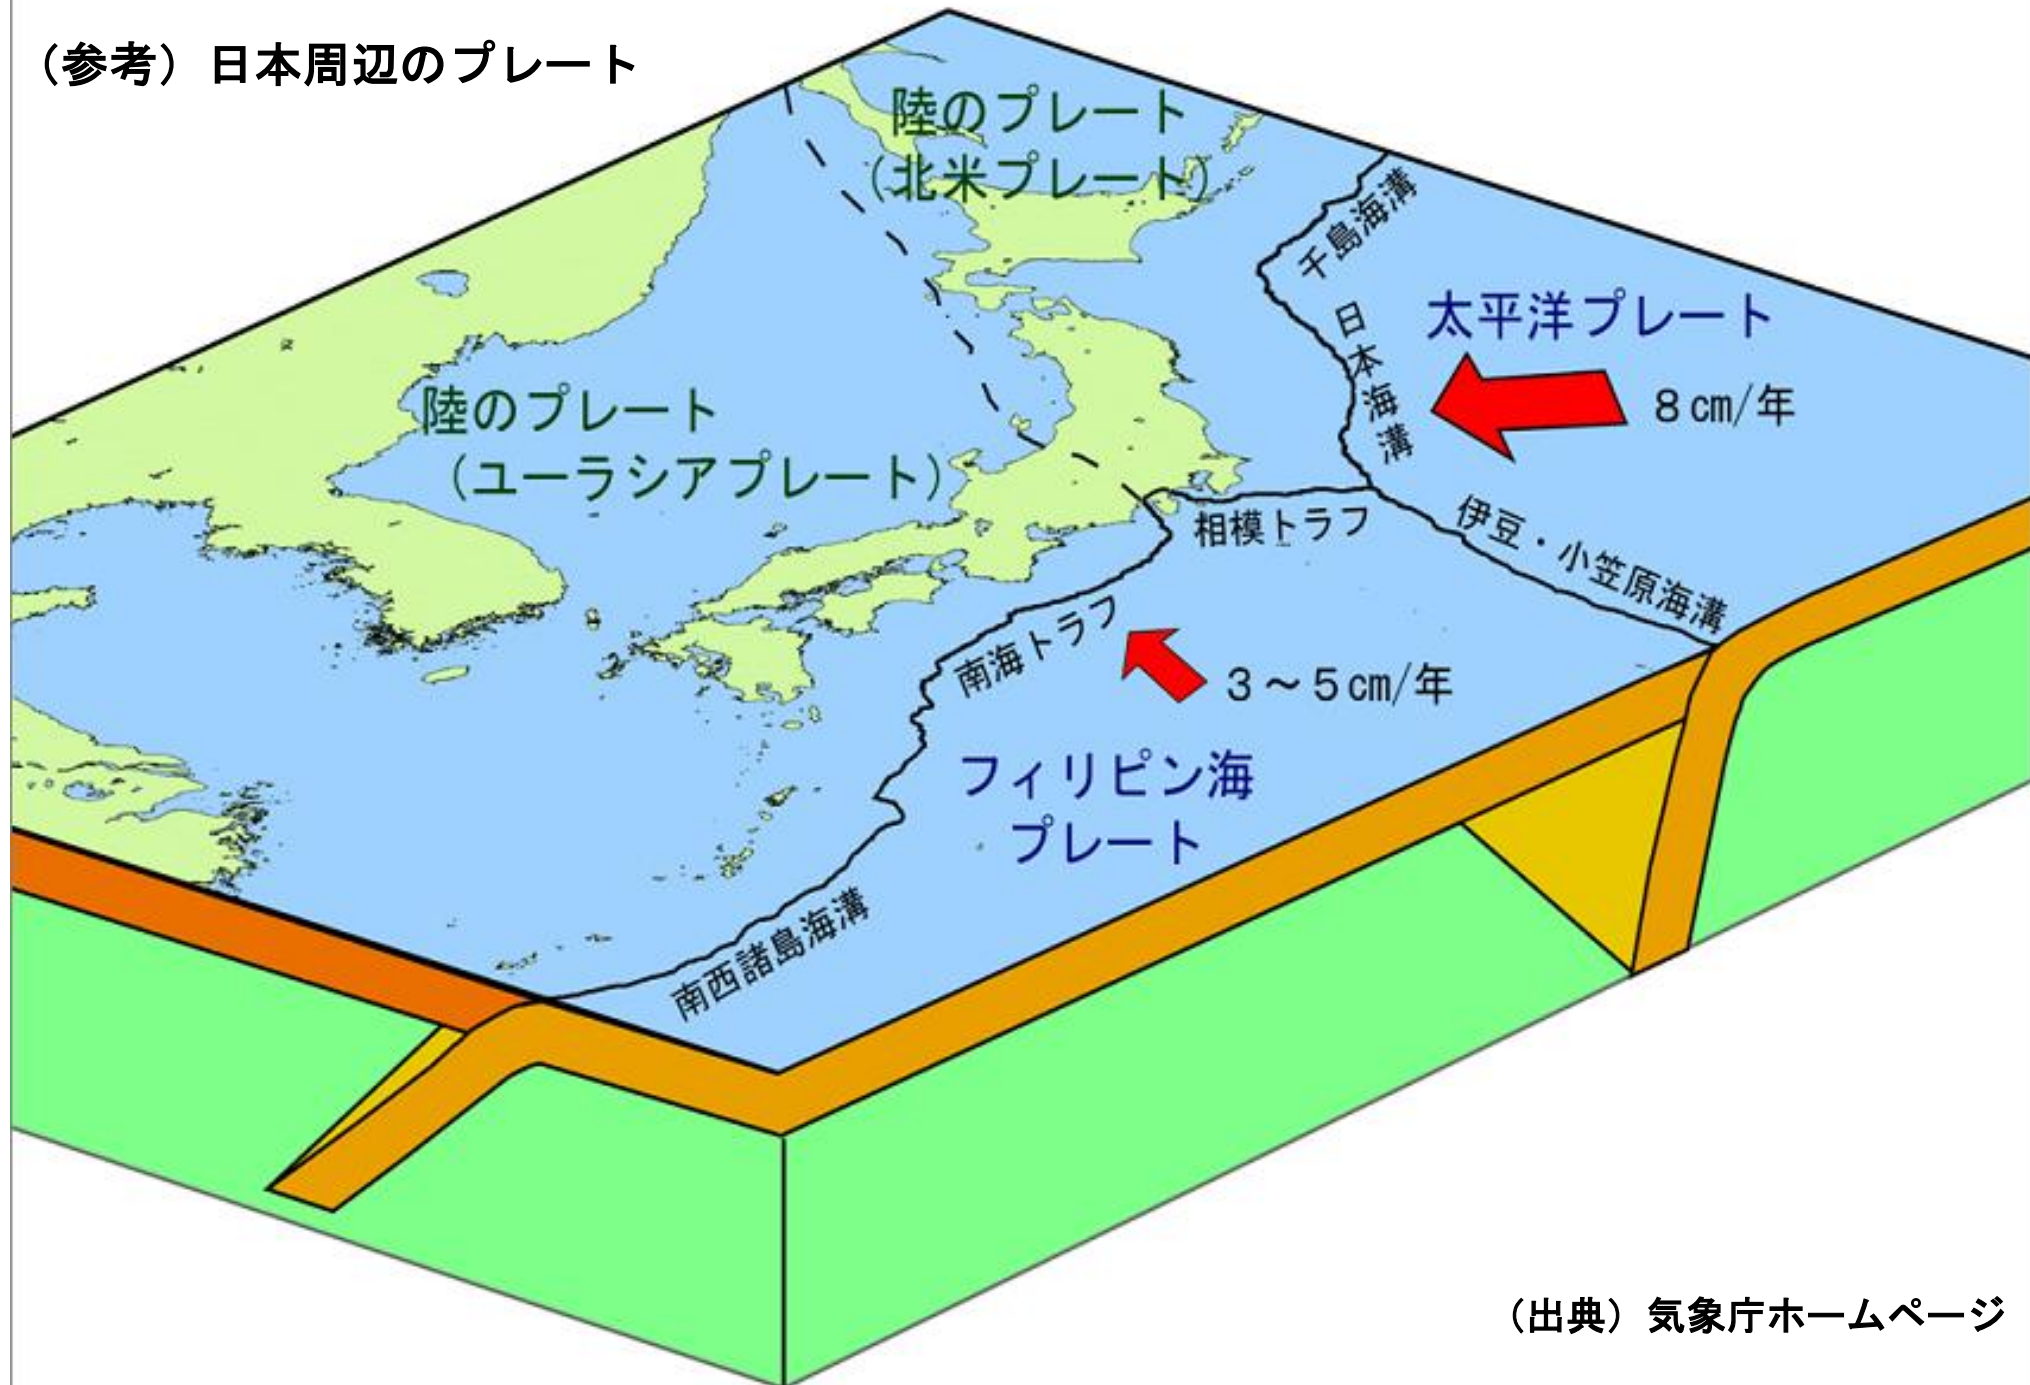 （参考）日本周辺のプレート
陸のプレート
（北米プレート）
千島海溝
太平洋プレート
日本海溝
8cm/年
陸のプレート
（ユーラシアプレート）
相模トラフ
伊豆・小笠原海溝
南海トラフ
3～5cm/年
フィリピン海
プレート
南西諸島海溝
（出典）気象庁ホームページ